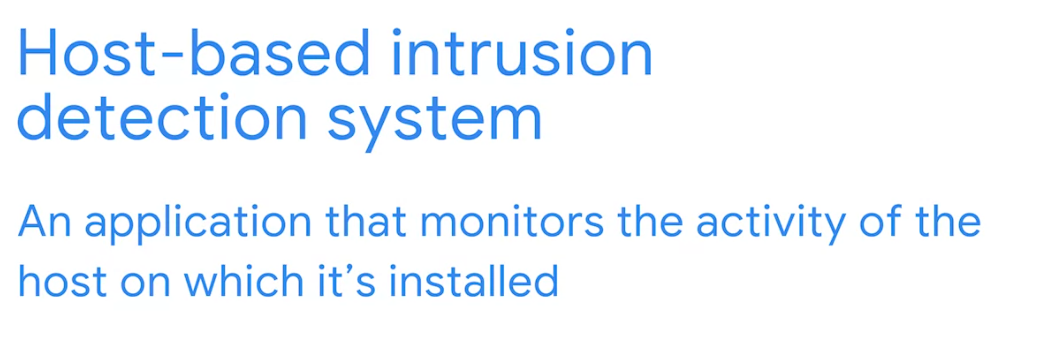 Host-based intrusion
detection system
An application that monitors the activity of the
host on which it’s installed